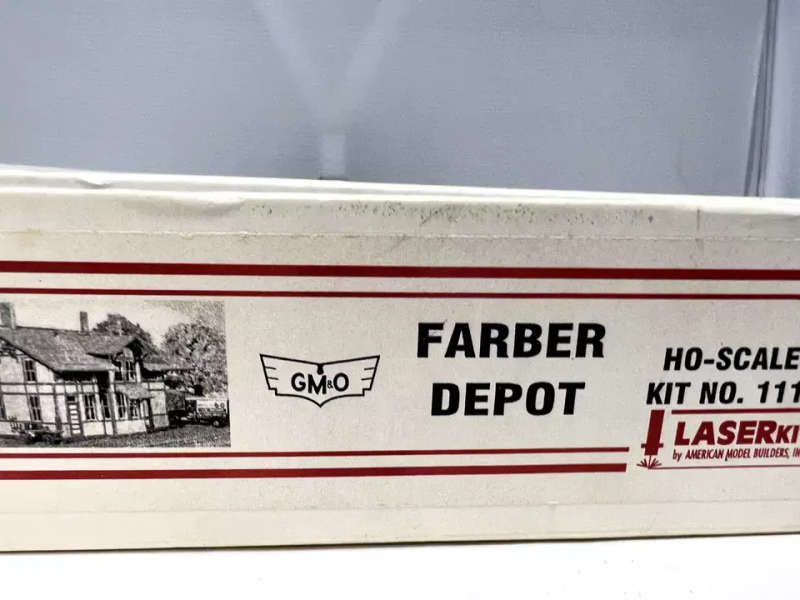 GM&O
FARBER
DEPOT
HO-SCALE
KIT NO. 111
LASERKI
by AMERICAN MODEL BUILDERS, IN